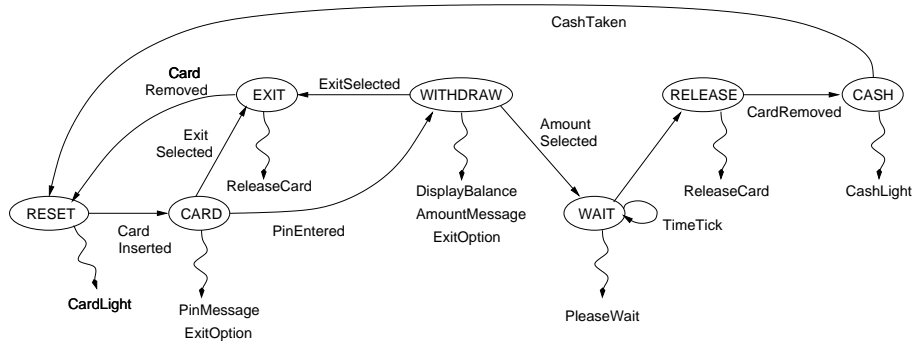 CashTaken
Card
Removed
EXIT
ExitSelected
WITHDRAW
RELEASE
CardRemoved
CASH
Exit
Selected
Amount
Selected
ReleaseCard
DisplayBalance
AmountMessage
ExitOption
ReleaseCard
CashLight
RESET
Card
Inserted
CARD
PinEntered
WAIT
TimeTick
CardLight
PinMessage
ExitOption
PleaseWait